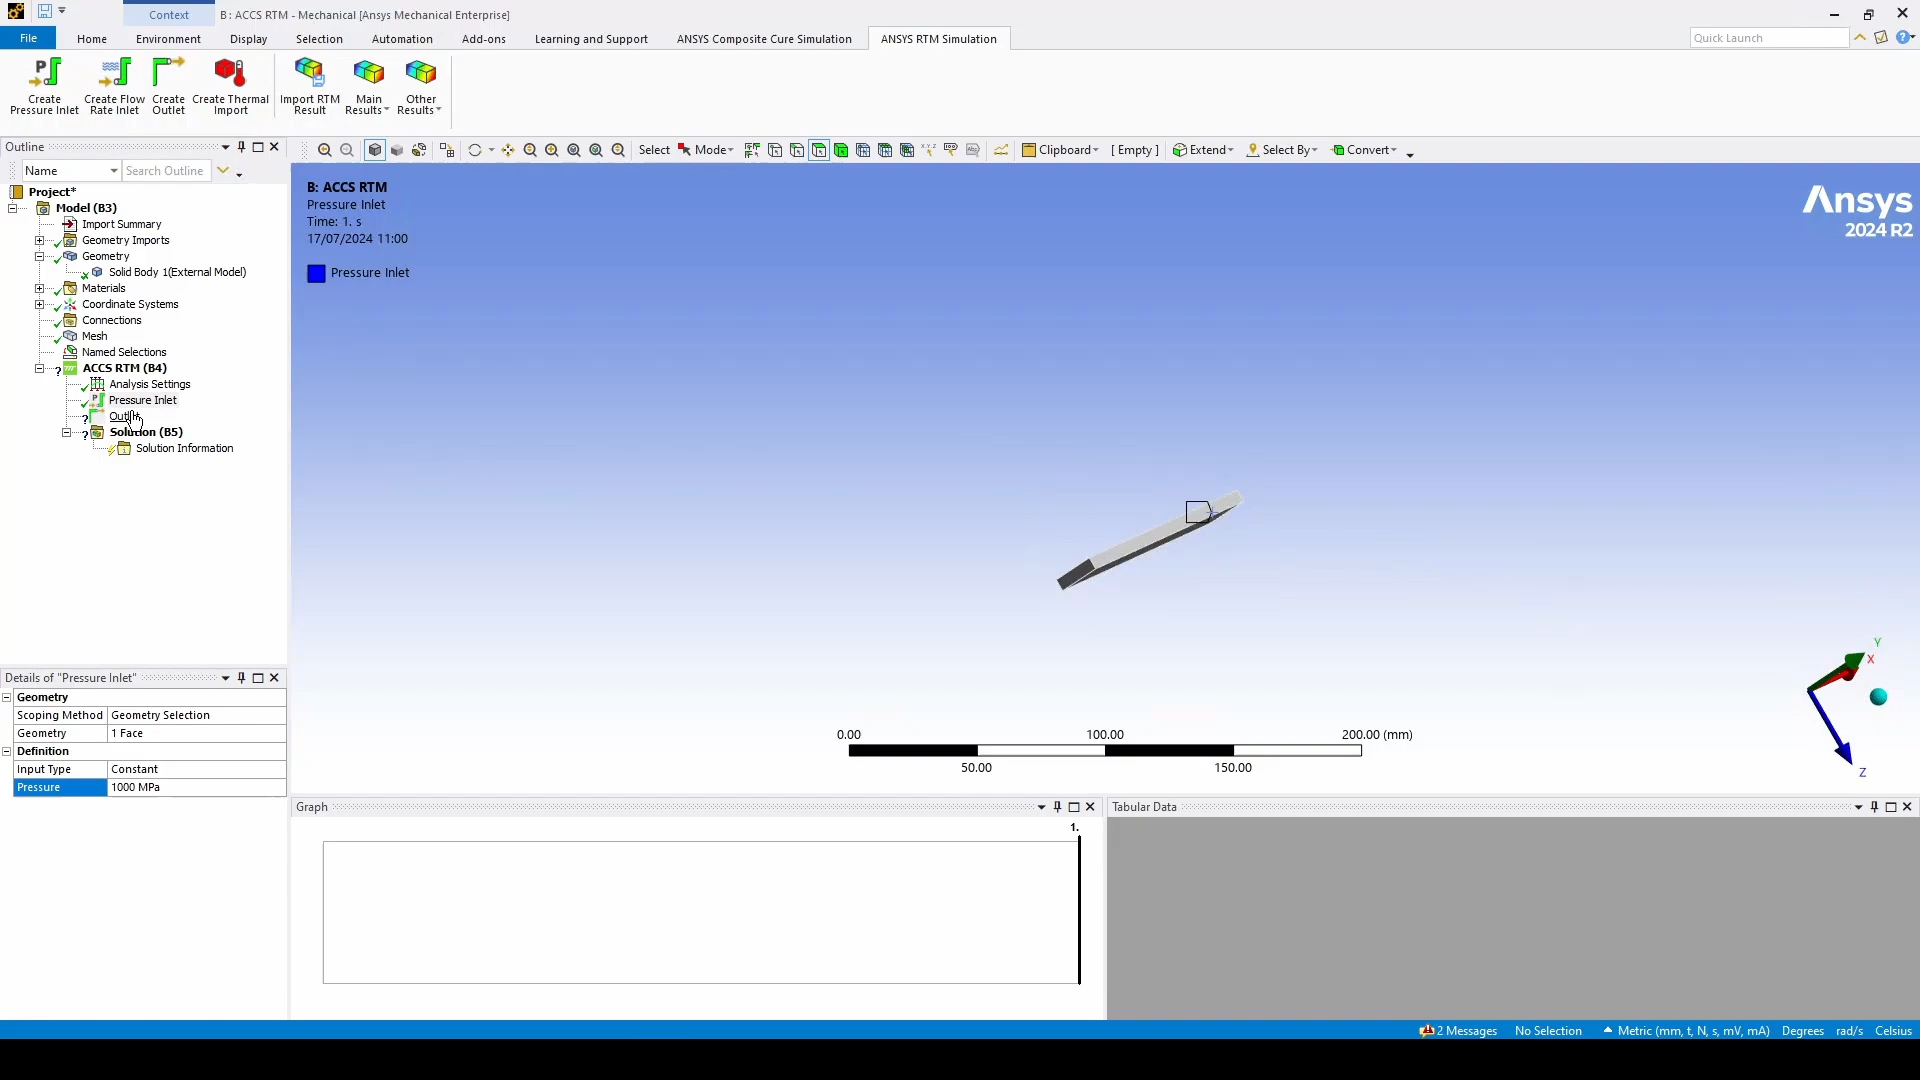 Context
B : ACCS RTM - Mechanical [Ansys Mechanical Enterprise]
File
Home
Environment
Display
Selection
Automation
Add-ons
Learning and Support
ANSYS Composite Cure Simulation
ANSYS RTM Simulation
Quick Launch
P
Create
Pressure Inlet
Create Flow
Rate Inlet
Create
Outlet
Create Thermal
Import
Import RTM
Result
Main
Results
Other
Results
Outline
Name
Search Outline
Select
Mode
Clipboard
[ Empty ]
Extend
Select By
Convert
Project*
Model (B3)
Import Summary
Geometry Imports
Geometry
Solid Body 1(External Model)
Materials
Coordinate Systems
Connections
Mesh
Named Selections
ACCS RTM (B4)
Analysis Settings
Pressure Inlet
Solution (B5)
Solution Information
B: ACCS RTM
Pressure Inlet
Time: 1. s
17/07/2024 11:00
Pressure Inlet
Ansys
2024 R2
Y
X
Z
0.00
100.00
200.00 (mm)
50.00
150.00
Details of "Pressure Inlet"
Geometry
Scoping Method
Geometry Selection
Geometry
1 Face
Definition
Input Type
Constant
Pressure
1000 MPa
Graph
1.
Tabular Data
2 Messages
No Selection
Metric (mm, t, N, s, mV, mA)
Degrees
rad/s
Celsius